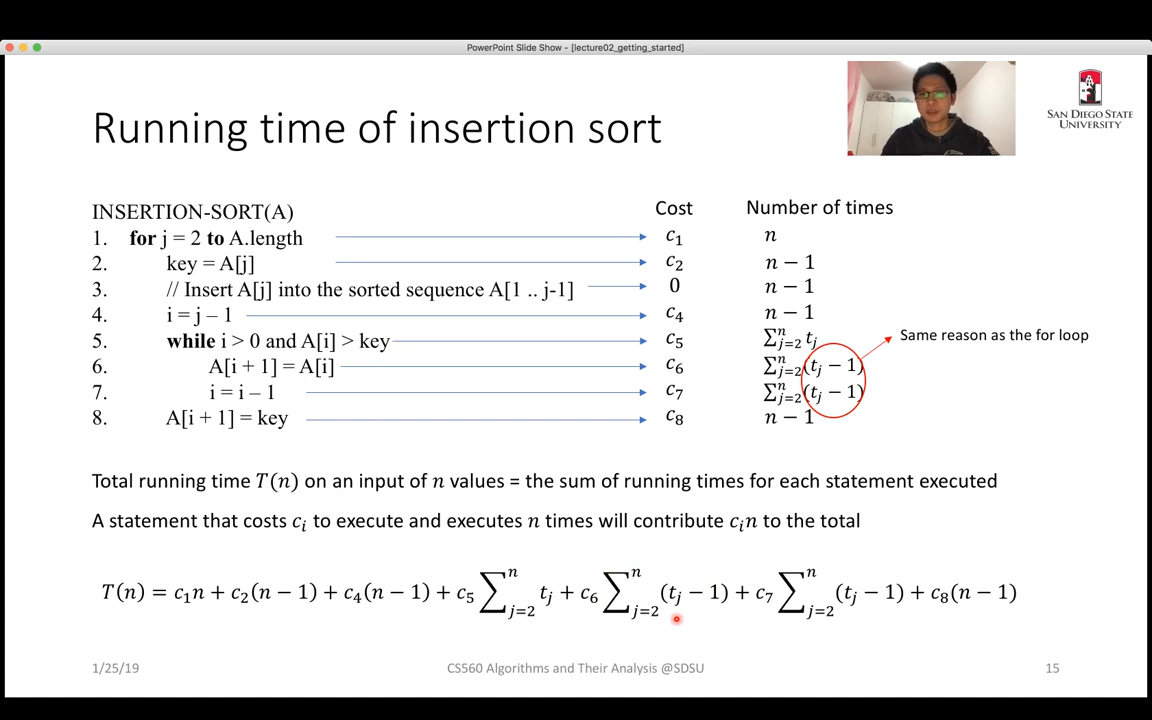 PowerPoint Slide Show - [lecture02_getting_started]
SAN DIEGO STATE
UNIVERSITY
Running time of insertion sort
INSERTION-SORT(A) Cost Number of times
1. for j = 2 to A.length c₁ n
2. key = A[j] c₂ n − 1
3. // Insert A[j] into the sorted sequence A[1 .. j-1] 0 n − 1
4. i = j – 1 c₄ n − 1
5. while i > 0 and A[i] > key c₅ ∑ⁿⱼ₌₂ tⱼ Same reason as the for loop
6. A[i + 1] = A[i] c₆ ∑ⁿⱼ₌₂(tⱼ − 1)
7. i = i – 1 c₇ ∑ⁿⱼ₌₂(tⱼ − 1)
8. A[i + 1] = key c₈ n − 1
Total running time T(n) on an input of n values = the sum of running times for each statement executed
A statement that costs cᵢ to execute and executes n times will contribute cᵢn to the total
T(n) = c₁n + c₂(n − 1) + c₄(n − 1) + c₅ ∑ⁿⱼ₌₂ tⱼ + c₆ ∑ⁿⱼ₌₂ (tⱼ − 1) + c₇ ∑ⁿⱼ₌₂ (tⱼ − 1) + c₈(n − 1)
1/25/19 CS560 Algorithms and Their Analysis @SDSU 15